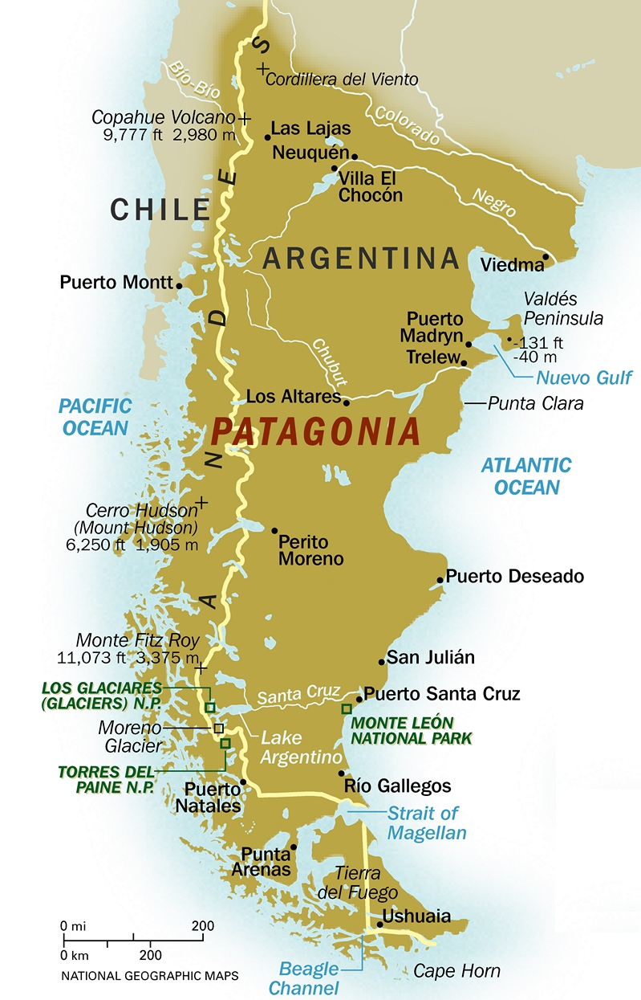 Cordillera del Viento
Bío-Bío
Copahue Volcano
9,777 ft 2,980 m
Colorado
Las Lajas
Neuquén
Villa El
Chocón
Negro
CHILE
ARGENTINA
Viedma
Puerto Montt
Valdés
Peninsula
-131 ft
-40 m
Puerto
Madryn
Trelew
Nuevo Gulf
Chubut
Los Altares
Punta Clara
PACIFIC
OCEAN
PATAGONIA
ATLANTIC
OCEAN
ANDES
Cerro Hudson
(Mount Hudson)
6,250 ft 1,905 m
Perito
Moreno
Puerto Deseado
Monte Fitz Roy
11,073 ft 3,375 m
San Julián
LOS GLACIARES
(GLACIERS) N.P.
Santa Cruz
Puerto Santa Cruz
MONTE LEÓN
NATIONAL PARK
Moreno
Glacier
Lake
Argentino
TORRES DEL
PAINE N.P.
Puerto
Natales
Río Gallegos
Strait of
Magellan
Punta
Arenas
Tierra
del Fuego
Ushuaia
0 mi 200
0 km 200
NATIONAL GEOGRAPHIC MAPS
Beagle
Channel
Cape Horn